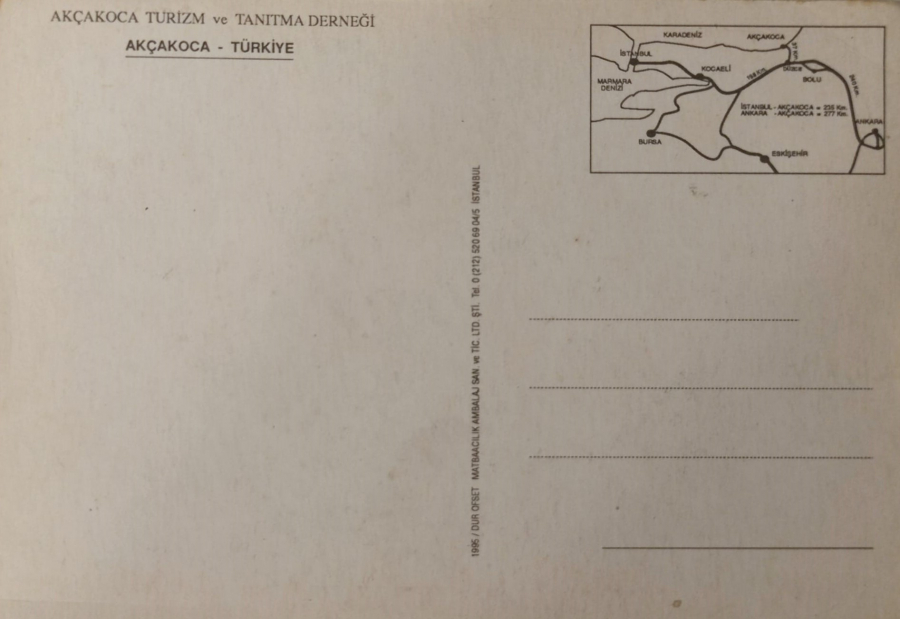 AKÇAKOCA TURİZM ve TANITMA DERNEĞİ
AKÇAKOCA - TÜRKİYE
KARADENİZ
AKÇAKOCA
İSTANBUL
KOCAELİ
BOLU
MARMARA
DENİZİ
İSTANBUL - AKÇAKOCA = 235 Km.
ANKARA - AKÇAKOCA = 277 Km.
ANKARA
BURSA
ESKİŞEHİR
1995 / DUR OFSET MATBAACILIK AMBALAJ SAN. ve TİC. LTD. ŞTİ. Tel. 0 (212) 520 69 04/5 İSTANBUL